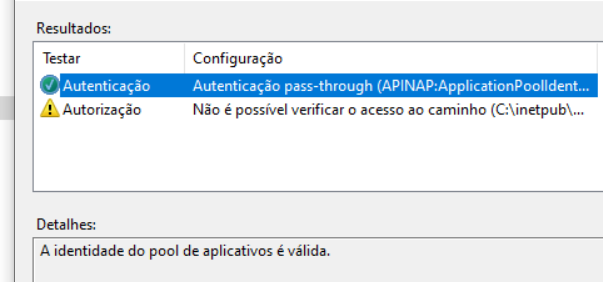 Resultados:
Testar Configuração
Autenticação Autenticação pass-through (APINAP:ApplicationPoolIdent...
Autorização Não é possível verificar o acesso ao caminho (C:\inetpub\...
Detalhes:
A identidade do pool de aplicativos é válida.